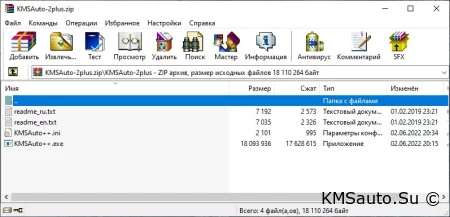 KMSAuto-2plus.zip
Файл Команды Операции Избранное Параметры Справка
Добавить Извлечь... Тест Просмотр Удалить Поиск Мастер Информация Антивирус Комментарий SFX
KMSAuto-2plus.zip\KMSAuto-2plus - ZIP архив, размер исходных файлов 18 110 264 байт
Имя Размер Сжат Тип Изменён
.. Папка с файлами
readme_ru.txt 7 192 2 573 Текстовый докум... 01.02.2019 23:21
readme_en.txt 7 035 2 326 Текстовый докум... 01.02.2019 23:21
KMSAuto++.ini 2 101 995 Параметры конф... 02.06.2022 20:34
KMSAuto++.exe 18 093 936 17 628 615 Приложение 02.06.2022 20:15
KMSauto.Su ©
Всего: 4 файл(а,ов), 18 110 264 байт